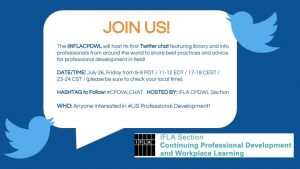 JOIN US!
The @IFLACPDWL will host its first Twitter chat featuring library and info
professionals from around the world to share best practices and advice
for professional development in field!
DATE/TIME: July 26, Friday from 8-9 PDT / 11-12 EDT / 17-18 CEST /
23-24 CST / (please be sure to check your local time).
HASHTAG to Follow: #CPDWLCHAT HOSTED BY: IFLA CPDWL Section
WHO: Anyone interested in #LIS Professional Development!
IFLA
IFLA Section
Continuing Professional Development
and Workplace Learning